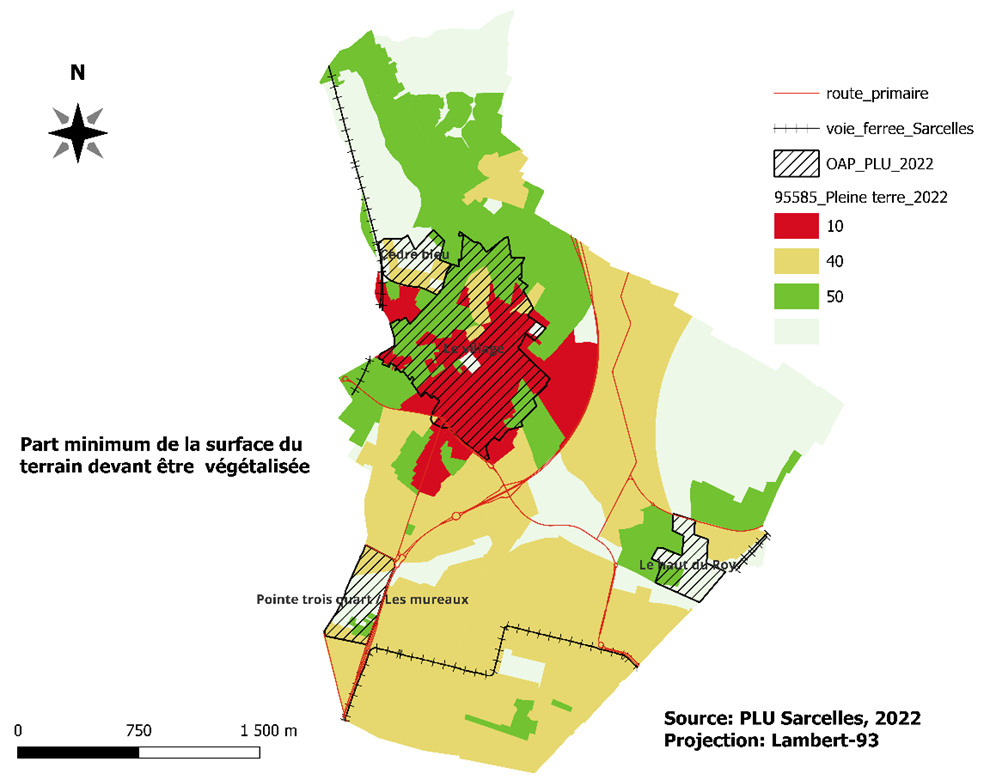 N
route_primaire
voie_ferree_Sarcelles
OAP_PLU_2022
95585_Pleine terre_2022
10
40
50
Cèdre bleu
Le village
Part minimum de la surface du
terrain devant être végétalisée
Le haut du Roy
Pointe trois quart / Les mureaux
0 750 1 500 m
Source: PLU Sarcelles, 2022
Projection: Lambert-93